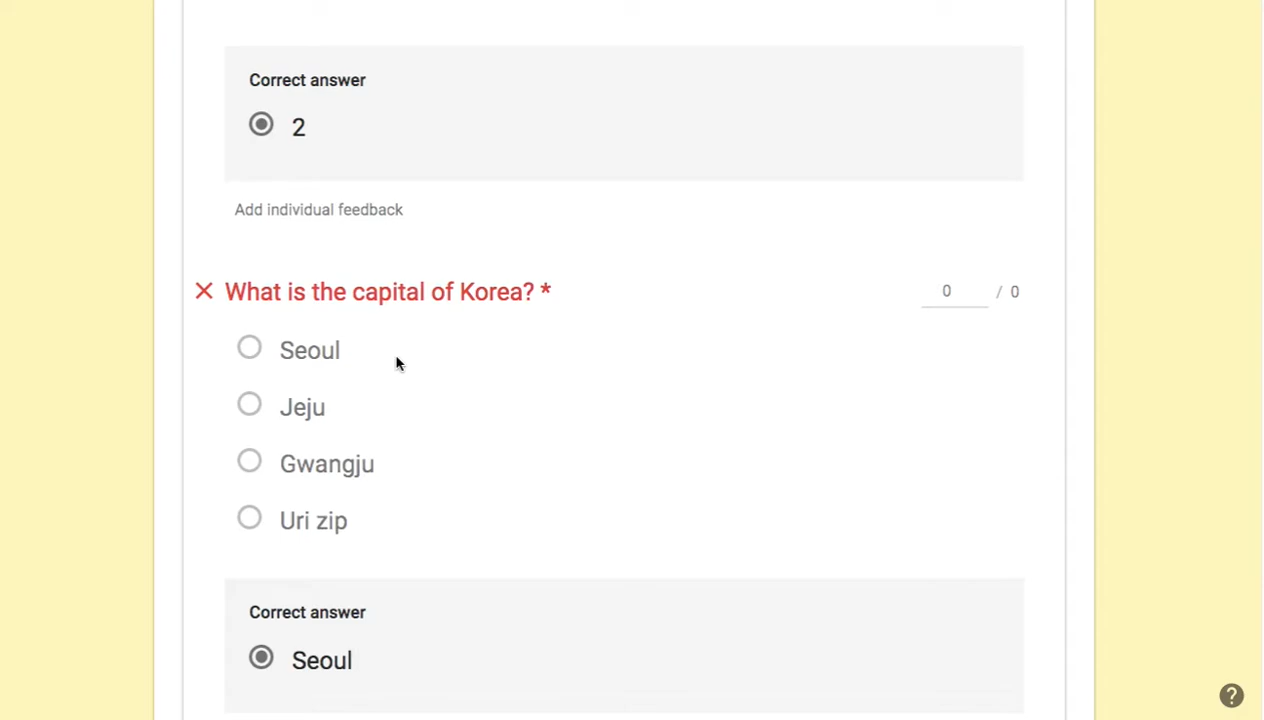 Correct answer
2
Add individual feedback
What is the capital of Korea? *
0 / 0
Seoul
Jeju
Gwangju
Uri zip
Correct answer
Seoul
?